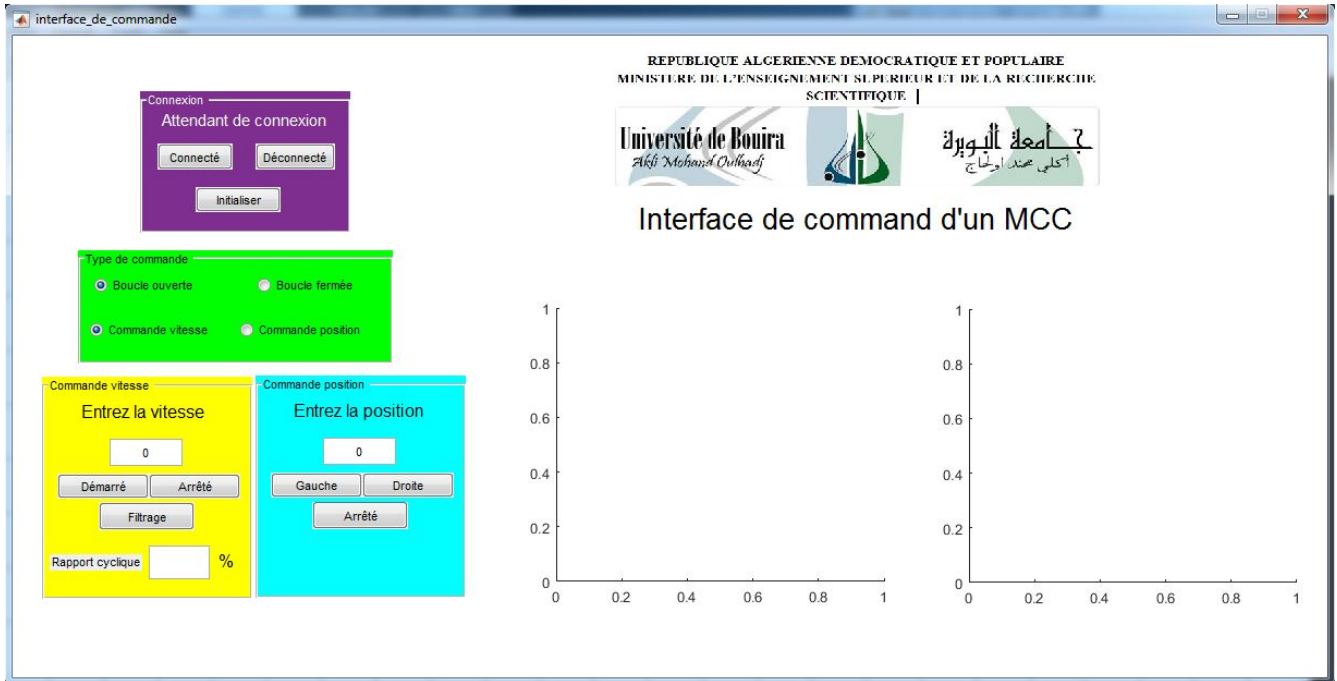 interface_de_commande
REPUBLIQUE ALGERIENNE DEMOCRATIQUE ET POPULAIRE
MINISTERE DE L'ENSEIGNEMENT SUPERIEUR ET DE LA RECHERCHE
SCIENTIFIQUE
Université de Bouira
Akli Mohand Oulhadj
جامعة البويرة
أكلي محند اولحاج
Interface de command d'un MCC
Connexion
Attendant de connexion
Connecté Déconnecté
Initialiser
Type de commande
Boucle ouverte Boucle fermée
Commande vitesse Commande position
Commande vitesse
Entrez la vitesse
0
Démarré Arrêté
Filtrage
Rapport cyclique %
Commande position
Entrez la position
0
Gauche Droite
Arrêté
1
0.8
0.6
0.4
0.2
0
0 0.2 0.4 0.6 0.8 1
1
0.8
0.6
0.4
0.2
0
0 0.2 0.4 0.6 0.8 1